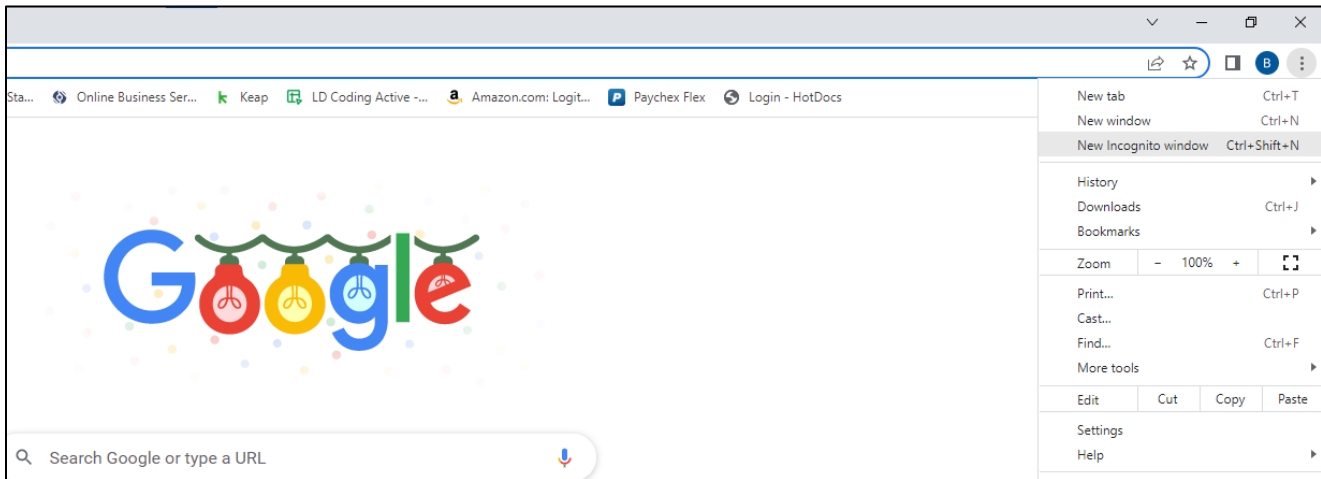 B
Sta... Online Business Ser... Keap LD Coding Active -... Amazon.com: Logit... Paychex Flex Login - HotDocs
New tab Ctrl+T
New window Ctrl+N
New Incognito window Ctrl+Shift+N
History
Downloads Ctrl+J
Bookmarks
Zoom - 100% +
Print... Ctrl+P
Cast...
Find... Ctrl+F
More tools
Edit Cut Copy Paste
Settings
Help
Google
Search Google or type a URL